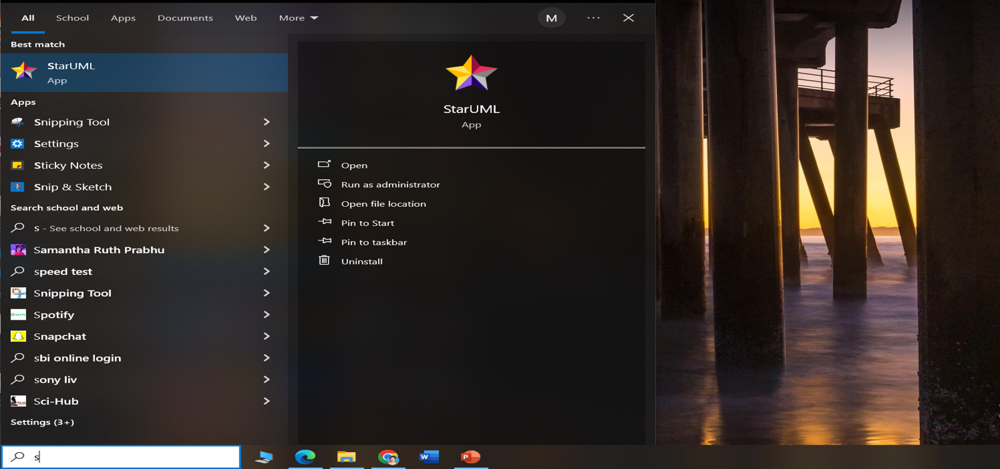 All School Apps Documents Web More M
Best match
StarUML
App
Apps
Snipping Tool
Settings
Sticky Notes
Snip & Sketch
Search school and web
s - See school and web results
Samantha Ruth Prabhu
speed test
Snipping Tool
Spotify
Snapchat
sbi online login
sony liv
Sci-Hub
Settings (3+)
s
StarUML
App
Open
Run as administrator
Open file location
Pin to Start
Pin to taskbar
Uninstall
W
P